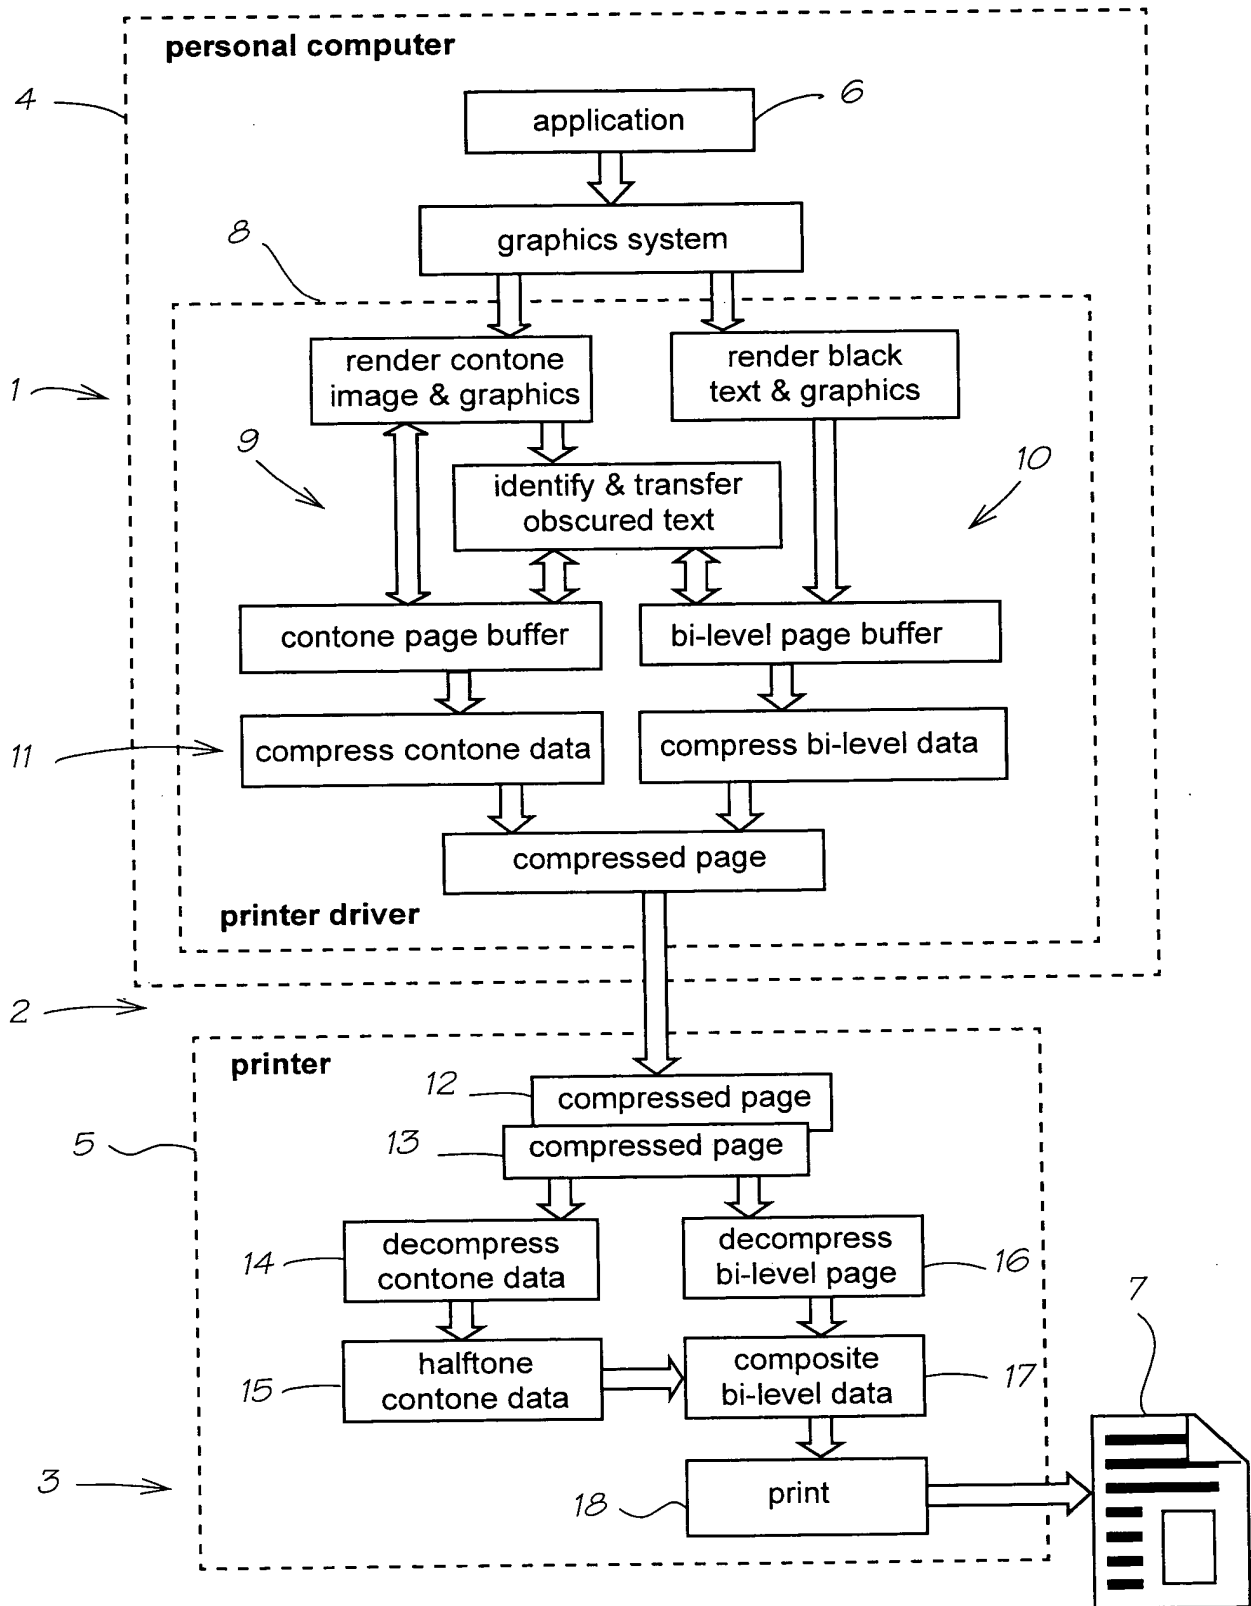 personal computer
4
6
application
8
graphics system
1
render contone
image & graphics
render black
text & graphics
9
10
identify & transfer
obscured text
contone page buffer
bi-level page buffer
11
compress contone data
compress bi-level data
compressed page
printer driver
2
printer
12
compressed page
5
13
compressed page
14
decompress
contone data
decompress
bi-level page
16
7
15
halftone
contone data
composite
bi-level data
17
3
18
print